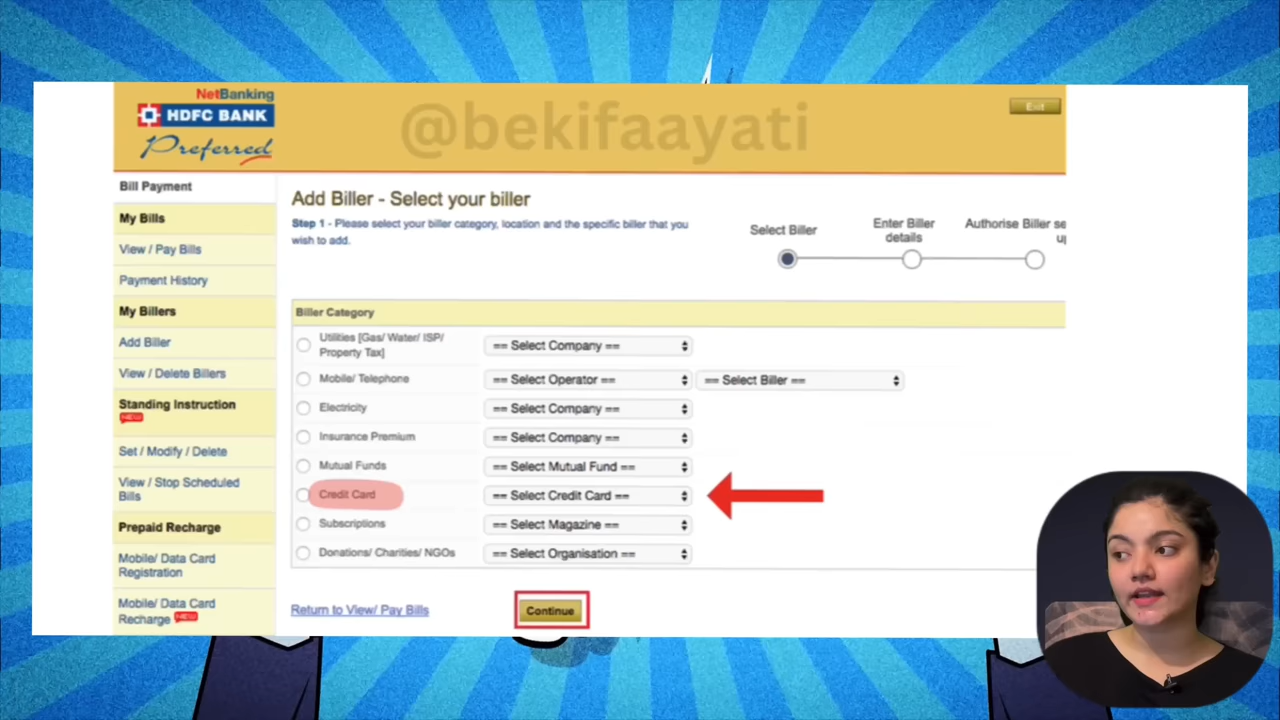 NetBanking
HDFC BANK
Preferred
@bekifaayati
Exit
Bill Payment
My Bills
View / Pay Bills
Payment History
My Billers
Add Biller
View / Delete Billers
Standing Instruction
NEW
Set / Modify / Delete
View / Stop Scheduled
Bills
Prepaid Recharge
Mobile/ Data Card
Registration
Mobile/ Data Card
Recharge NEW
Add Biller - Select your biller
Step 1 - Please select your biller category, location and the specific biller that you
wish to add.
Select Biller
Enter Biller
details
Authorise Biller se
up
Biller Category
Utilities [Gas/ Water/ ISP/
Property Tax]
== Select Company ==
Mobile/ Telephone
== Select Operator ==
== Select Biller ==
Electricity
== Select Company ==
Insurance Premium
== Select Company ==
Mutual Funds
== Select Mutual Fund ==
Credit Card
== Select Credit Card ==
Subscriptions
== Select Magazine ==
Donations/ Charities/ NGOs
== Select Organisation ==
Return to View/ Pay Bills
Continue